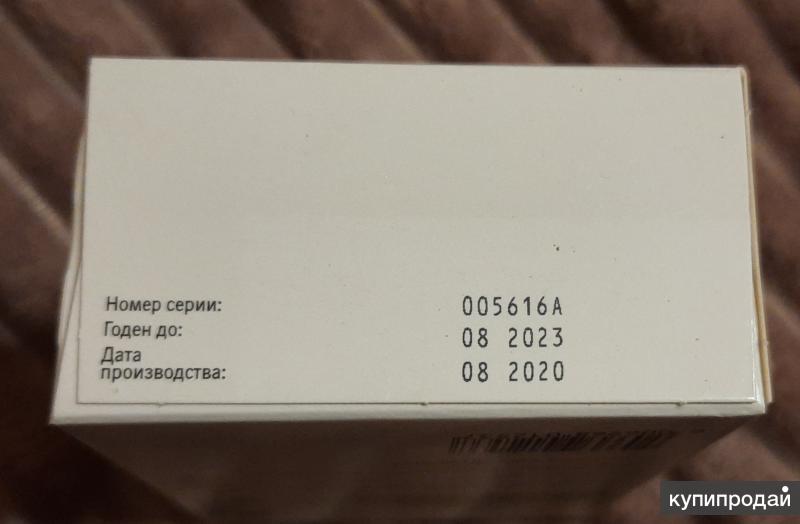 Номер серии: 005616A
Годен до: 08 2023
Дата
производства: 08 2020
купипродай